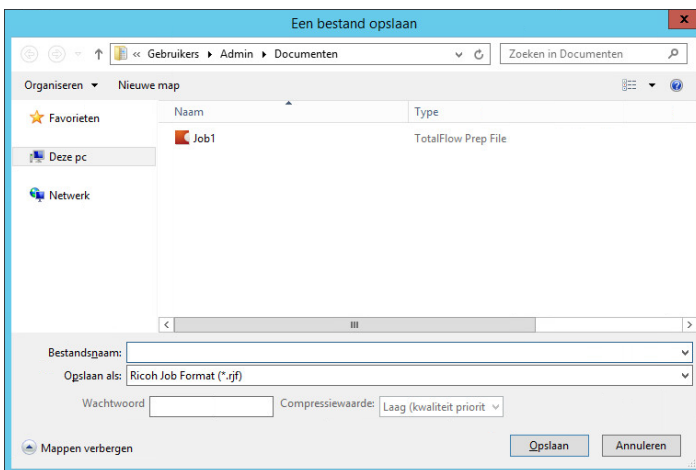 Een bestand opslaan
x
« Gebruikers Admin Documenten
Zoeken in Documenten
Organiseren Nieuwe map
Naam Type
Favorieten
Job1 TotalFlow Prep File
Deze pc
Netwerk
Bestandsnaam:
Opslaan als: Ricoh Job Format (*.rjf)
Wachtwoord Compressiewaarde: Laag (kwaliteit priorit
Mappen verbergen Opslaan Annuleren